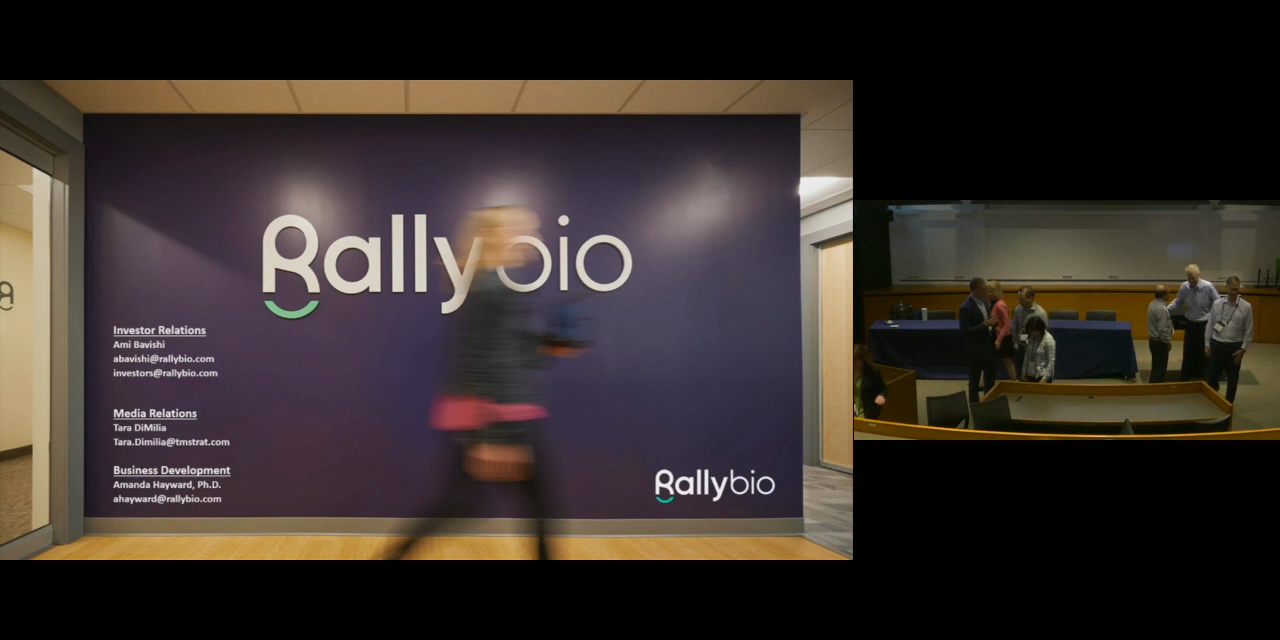 Rallybio
Investor Relations
Ami Bavishi
abavishi@rallybio.com
investors@rallybio.com
Media Relations
Tara DiMilia
Tara.Dimilia@tmstrat.com
Business Development
Amanda Hayward, Ph.D.
ahayward@rallybio.com
Rallybio